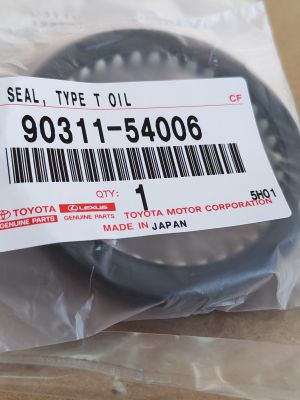 SEAL, TYPE T OIL CF
90311-54006
QTY: 1 5H01
TOYOTA LEXUS TOYOTA MOTOR CORPORATION
GENUINE PARTS GENUINE PARTS MADE IN JAPAN